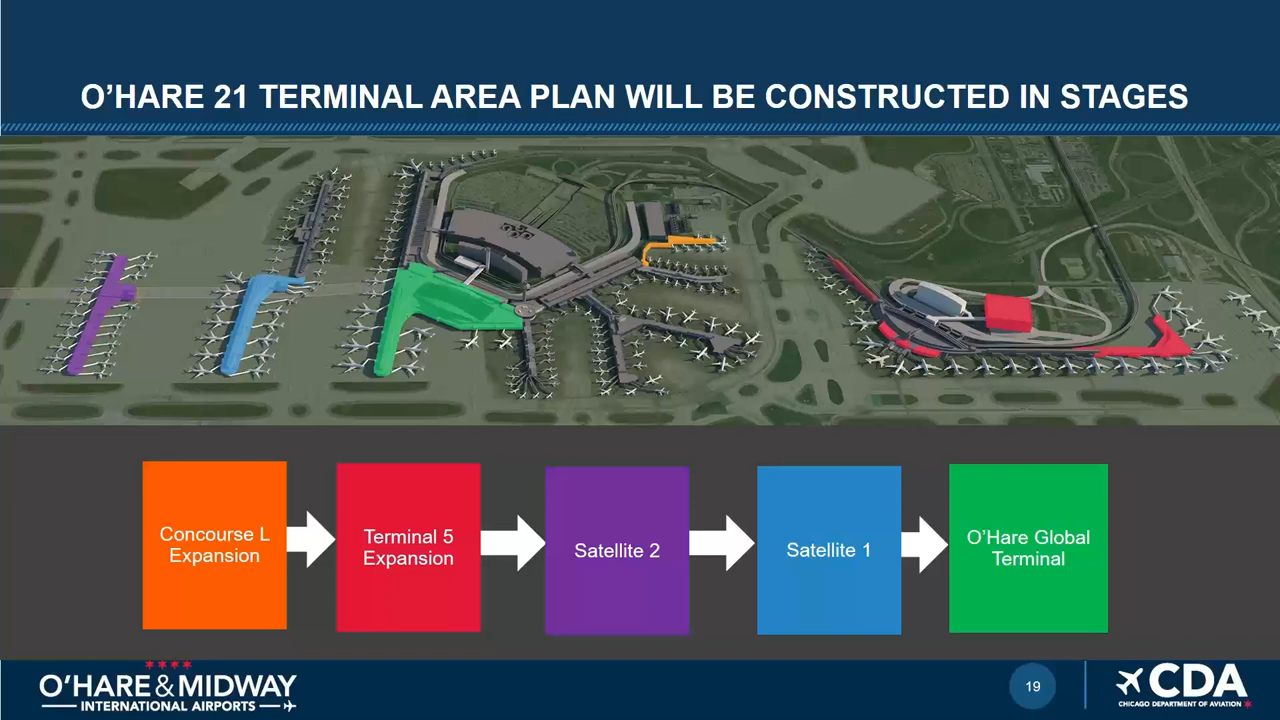 O'HARE 21 TERMINAL AREA PLAN WILL BE CONSTRUCTED IN STAGES
Concourse L
Expansion
Terminal 5
Expansion
Satellite 2
Satellite 1
O'Hare Global
Terminal
O'HARE & MIDWAY
INTERNATIONAL AIRPORTS
19
CDA
CHICAGO DEPARTMENT OF AVIATION